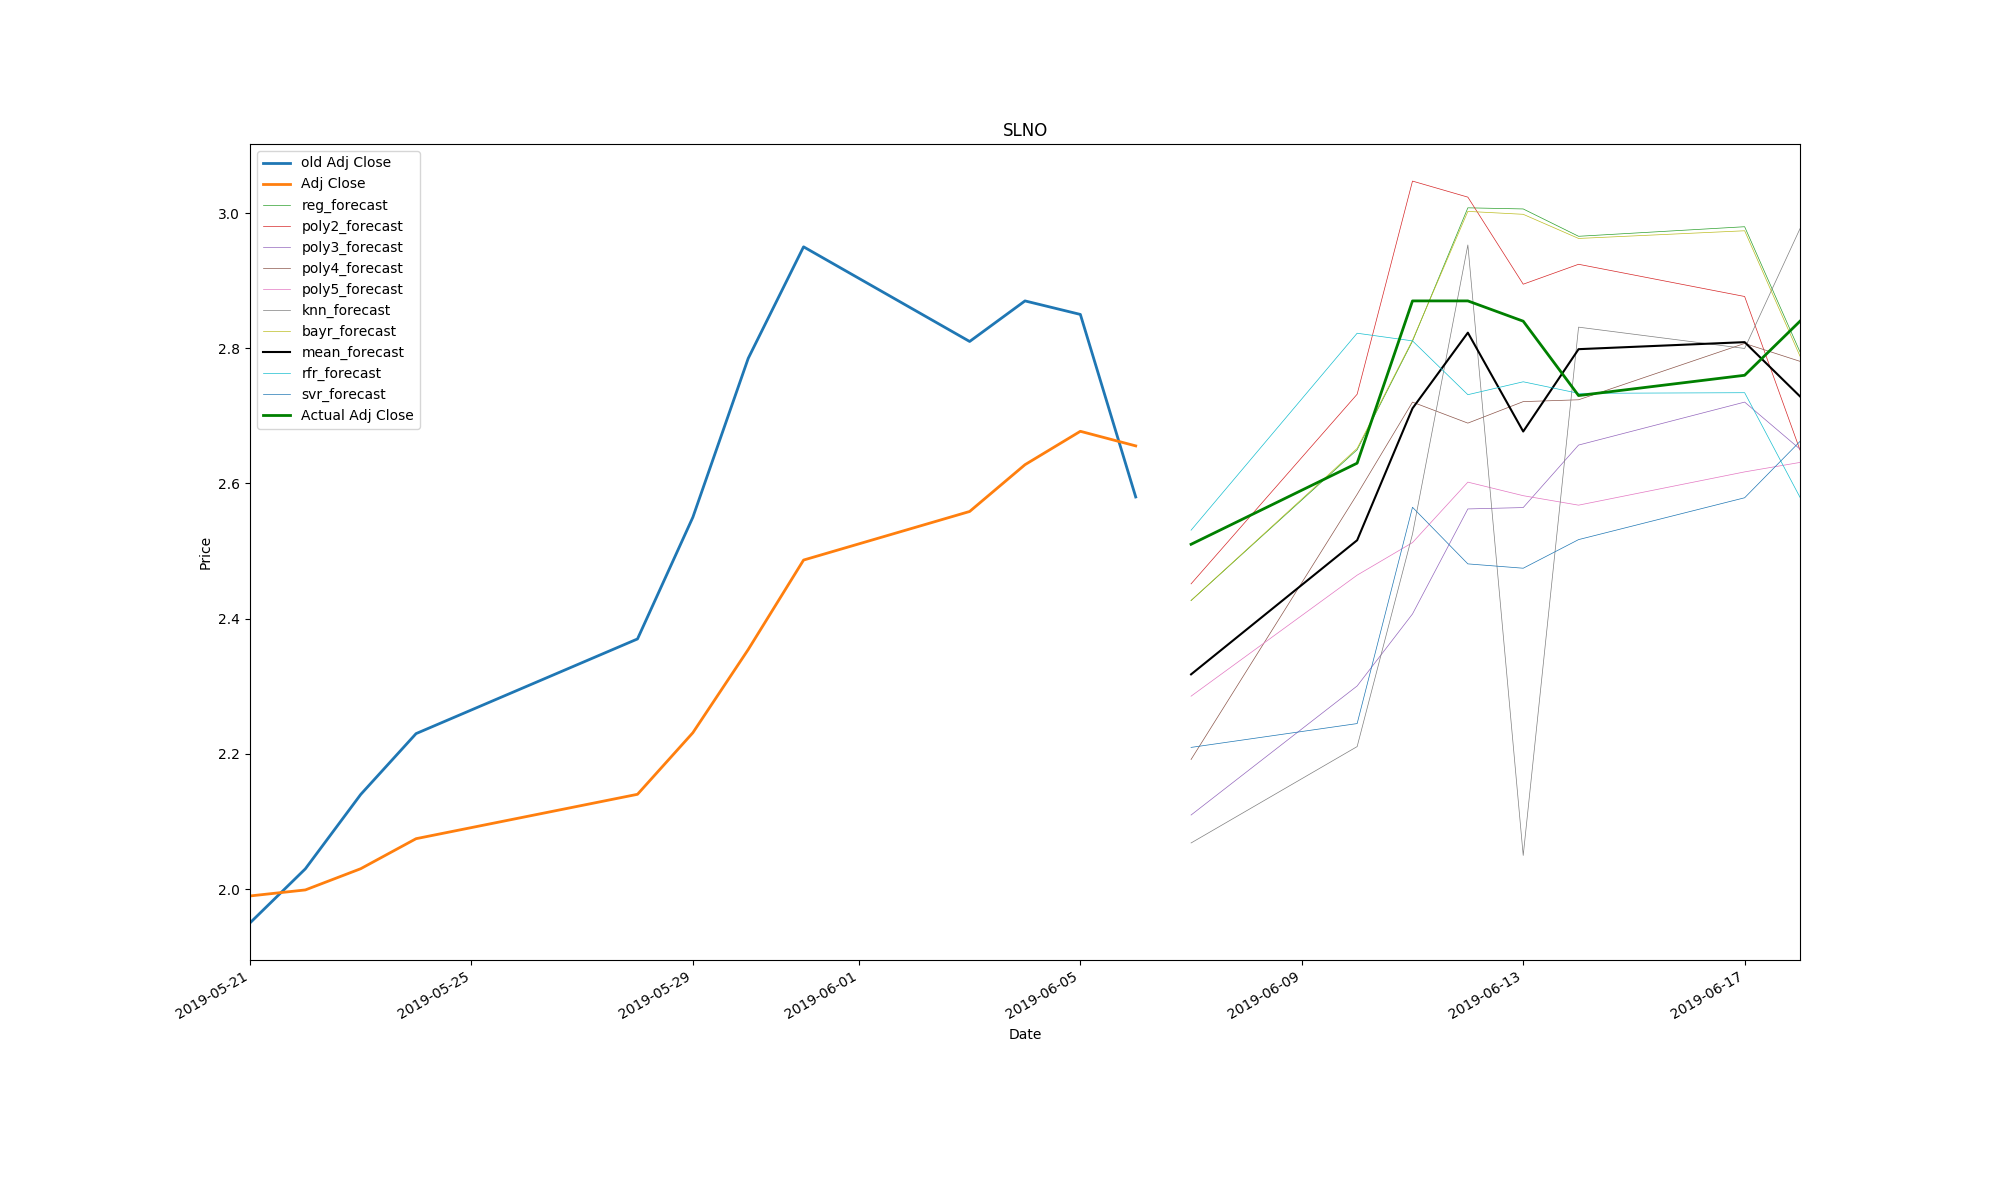 SLNO
old Adj Close
Adj Close
reg_forecast
poly2_forecast
poly3_forecast
poly4_forecast
poly5_forecast
knn_forecast
bayr_forecast
mean_forecast
rfr_forecast
svr_forecast
Actual Adj Close
3.0
2.8
2.6
2.4
2.2
2.0
Price
2019-05-21
2019-05-25
2019-05-29
2019-06-01
2019-06-05
2019-06-09
2019-06-13
2019-06-17
Date